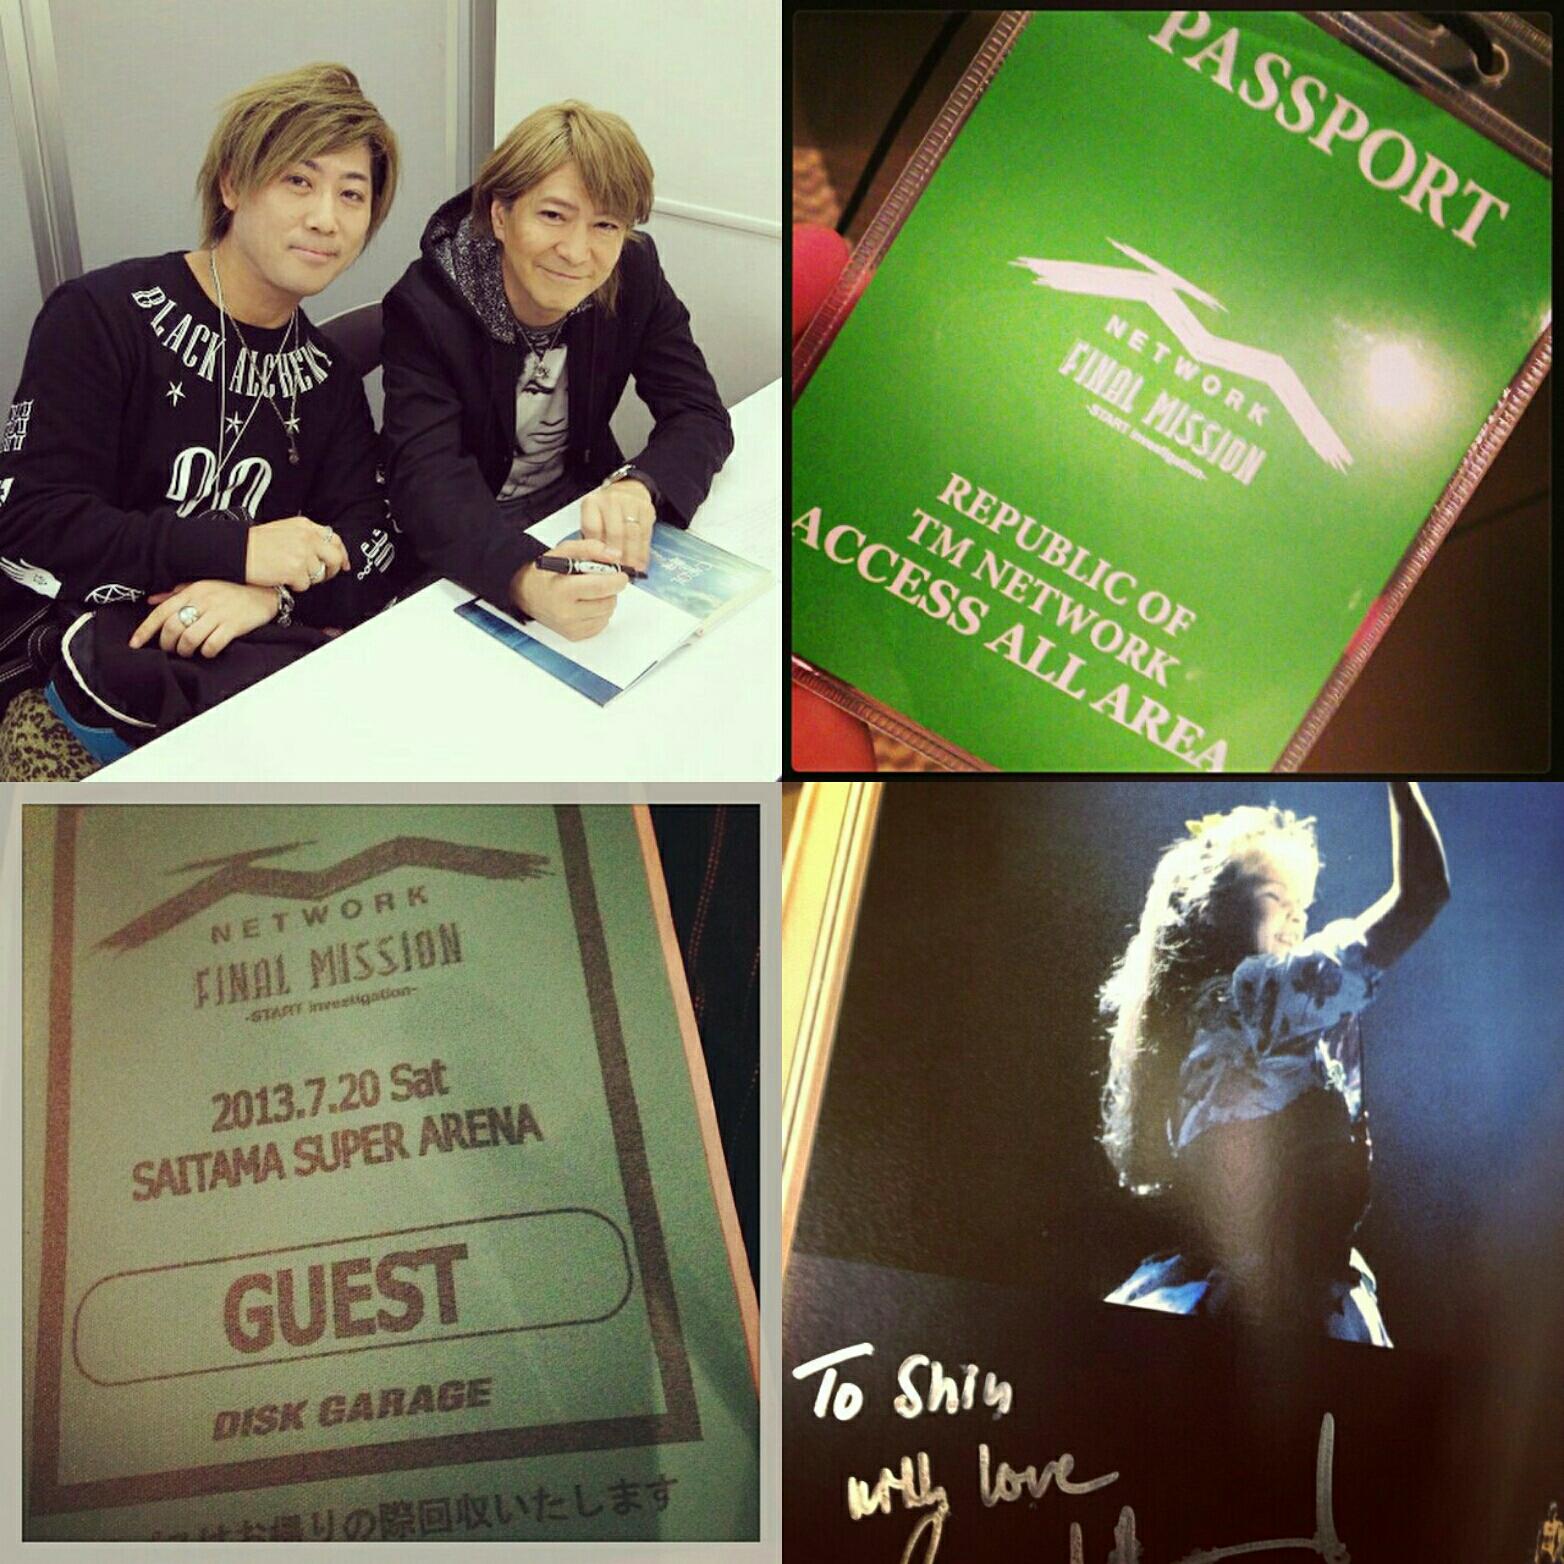 BLACK ALCHEMY
20
PASSPORT
NETWORK
FINAL MISSION
-START investigation-
REPUBLIC OF
TM NETWORK
ACCESS ALL AREA
NETWORK
FINAL MISSION
-START investigation-
2013.7.20 Sat
SAITAMA SUPER ARENA
GUEST
DISK GARAGE
はお帰りの際回収いたします
To Shin
with love